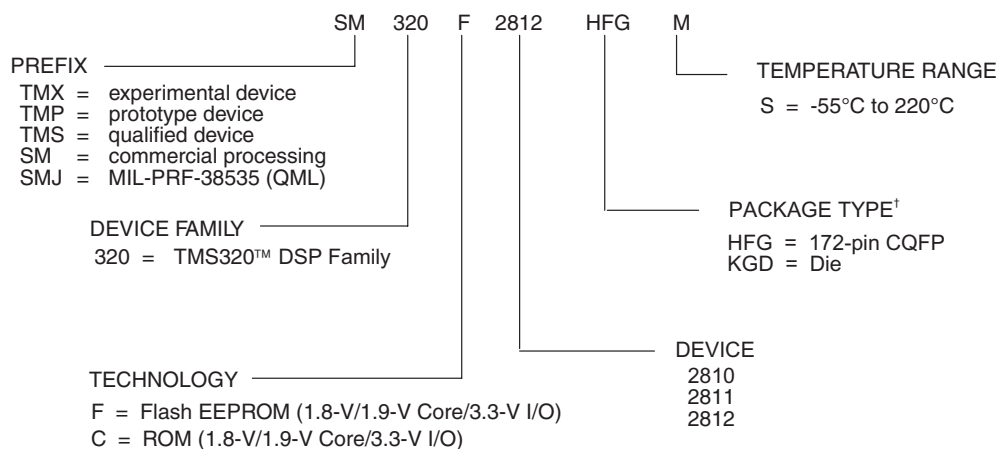 SM 320 F 2812 HFG M
PREFIX
TMX = experimental device
TMP = prototype device
TMS = qualified device
SM = commercial processing
SMJ = MIL-PRF-38535 (QML)
TEMPERATURE RANGE
S = -55°C to 220°C
DEVICE FAMILY
320 = TMS320™ DSP Family
PACKAGE TYPE†
HFG = 172-pin CQFP
KGD = Die
TECHNOLOGY
F = Flash EEPROM (1.8-V/1.9-V Core/3.3-V I/O)
C = ROM (1.8-V/1.9-V Core/3.3-V I/O)
DEVICE
2810
2811
2812